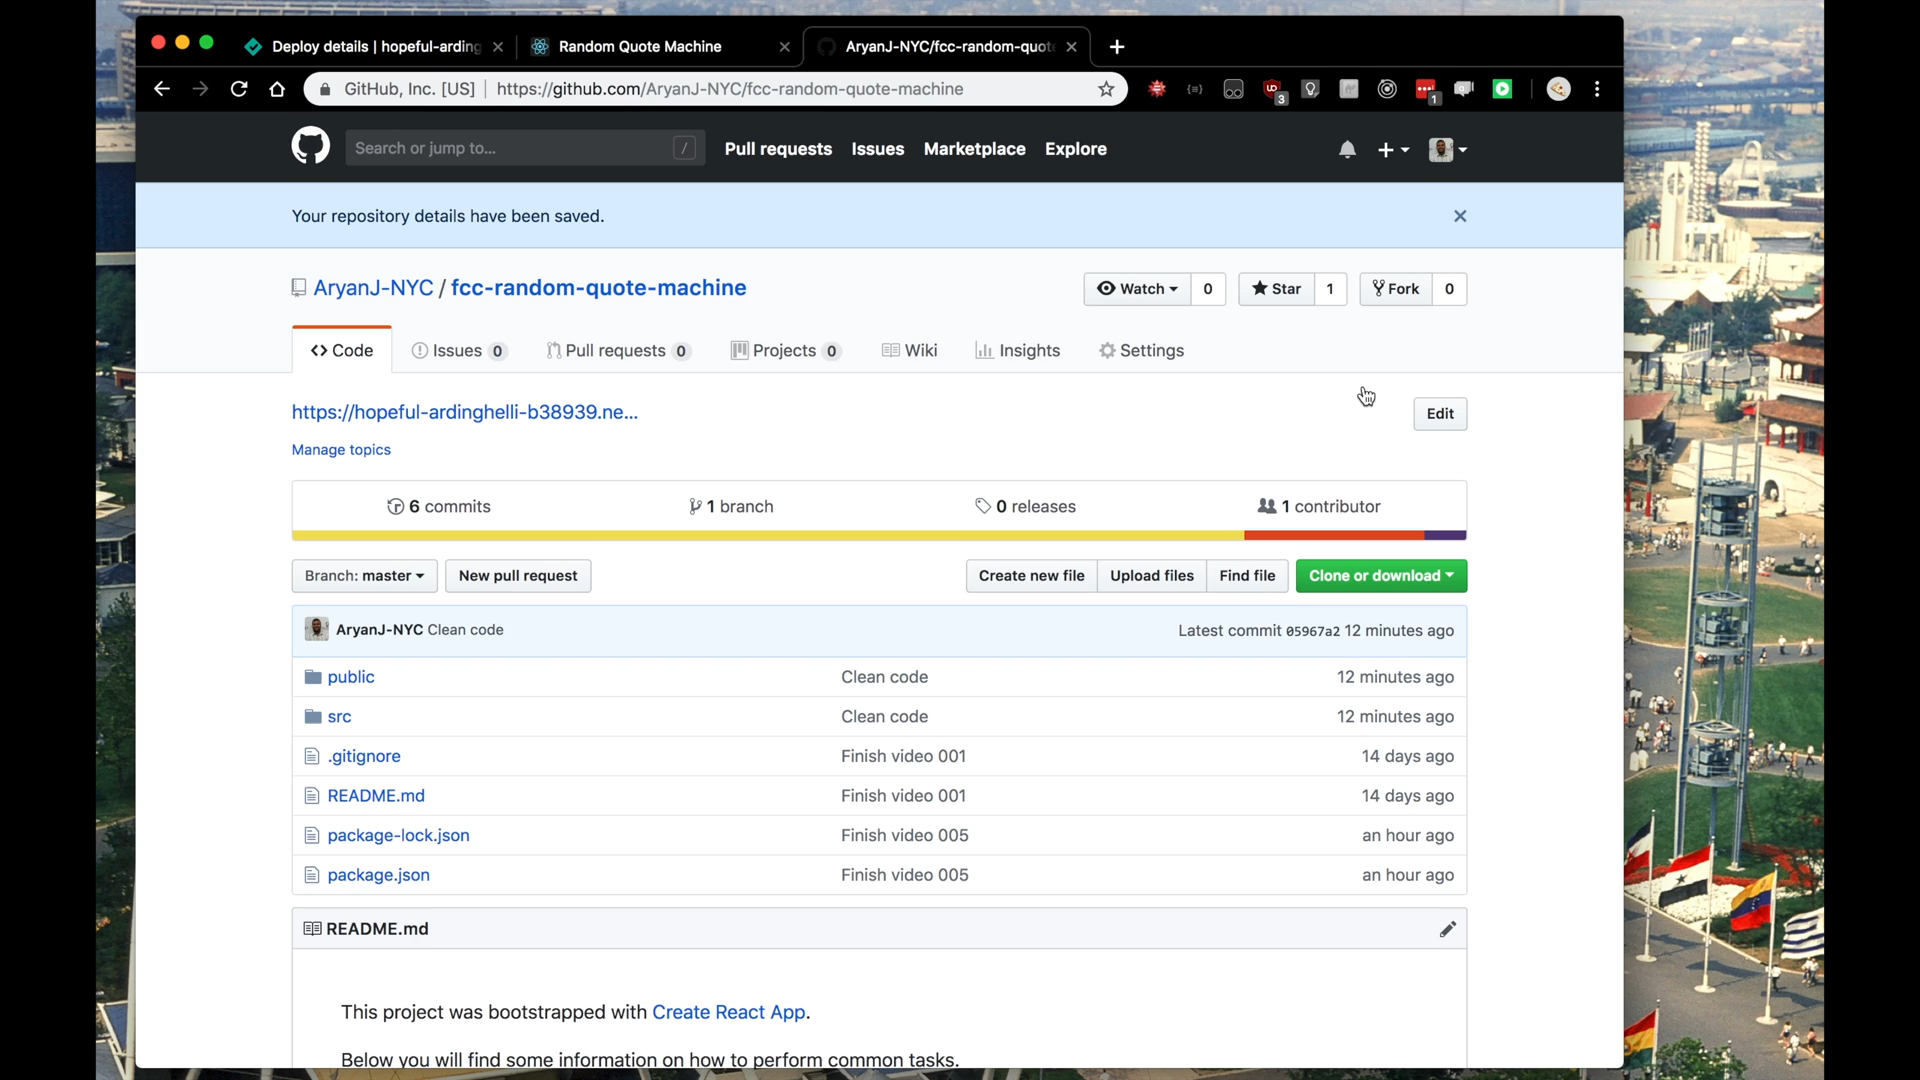 Deploy details | hopeful-arding
Random Quote Machine
AryanJ-NYC/fcc-random-quot
GitHub, Inc. [US] https://github.com/AryanJ-NYC/fcc-random-quote-machine
3
1
Search or jump to...
/
Pull requests Issues Marketplace Explore
Your repository details have been saved.
AryanJ-NYC / fcc-random-quote-machine
Watch 0
Star 1
Fork 0
Code
Issues 0
Pull requests 0
Projects 0
Wiki
Insights
Settings
https://hopeful-ardinghelli-b38939.ne...
Edit
Manage topics
6 commits
1 branch
0 releases
1 contributor
Branch: master
New pull request
Create new file
Upload files
Find file
Clone or download
AryanJ-NYC Clean code
Latest commit 05967a2 12 minutes ago
public Clean code 12 minutes ago
src Clean code 12 minutes ago
.gitignore Finish video 001 14 days ago
README.md Finish video 001 14 days ago
package-lock.json Finish video 005 an hour ago
package.json Finish video 005 an hour ago
README.md
This project was bootstrapped with Create React App.
Below you will find some information on how to perform common tasks.